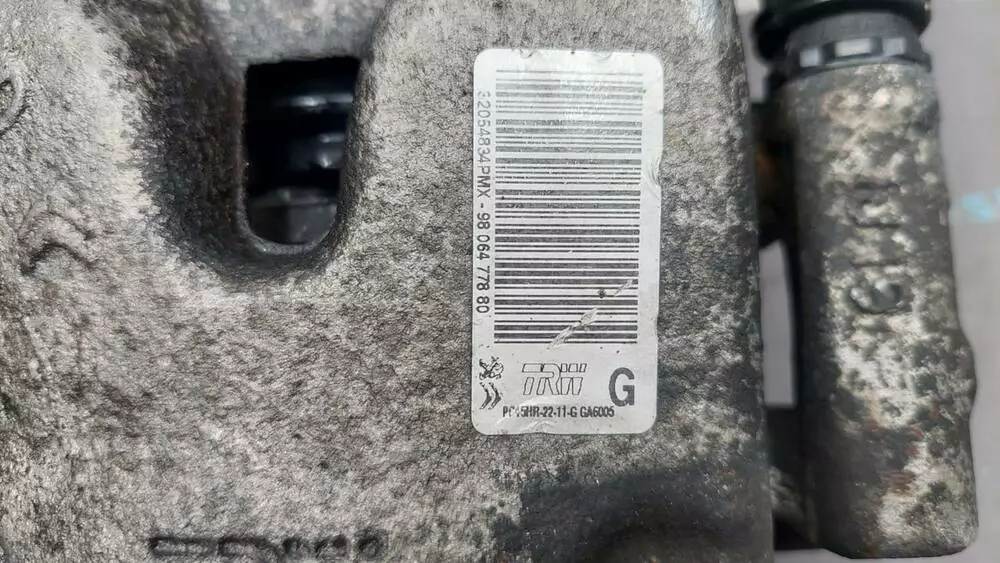 32054834PMX - 98 064 778 80
TRW
G
PC45HR-22-11-G GA6005